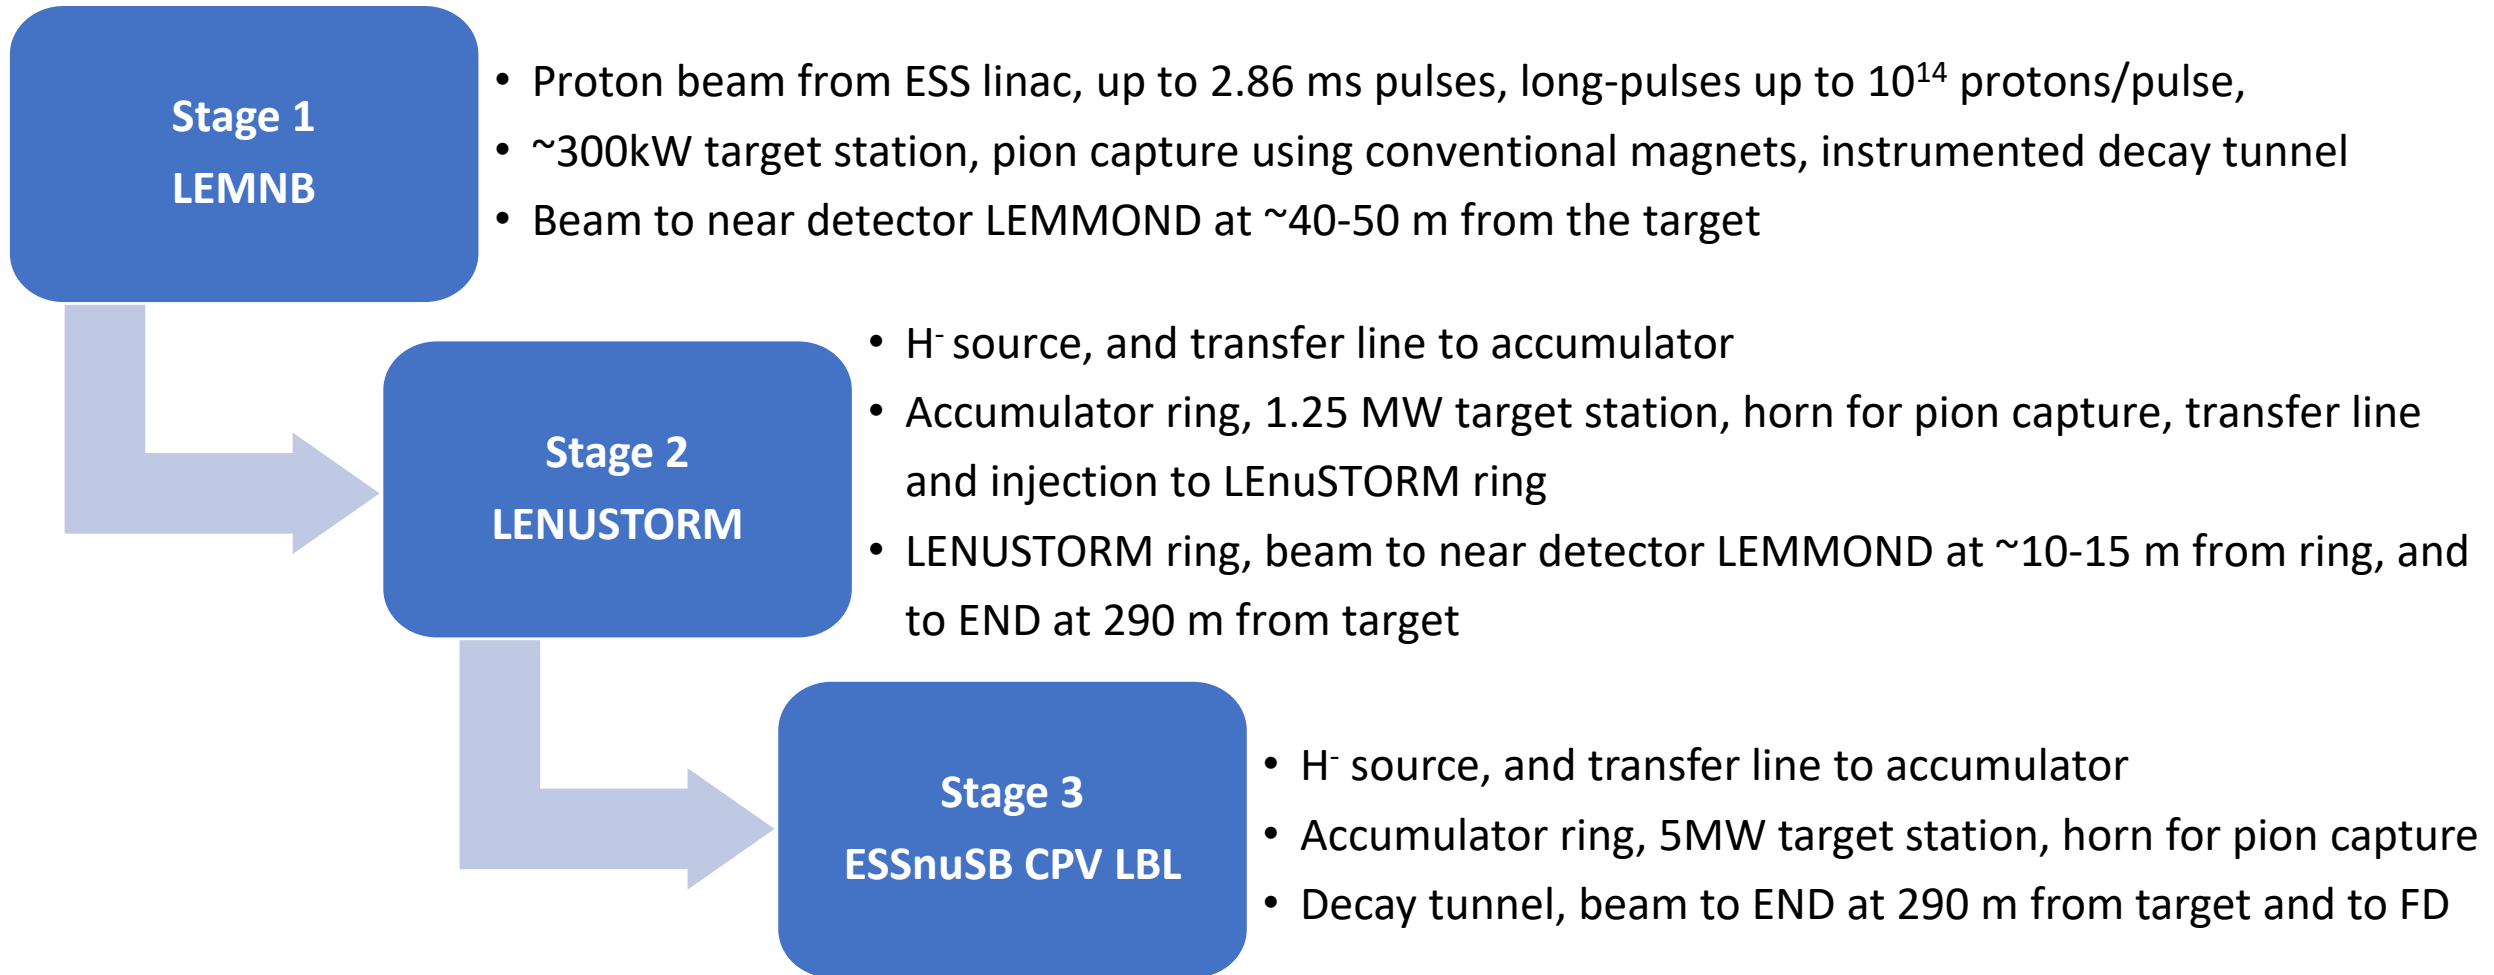 Stage 1
LEMNB
• Proton beam from ESS linac, up to 2.86 ms pulses, long-pulses up to 10¹⁴ protons/pulse,
• ~300kW target station, pion capture using conventional magnets, instrumented decay tunnel
• Beam to near detector LEMMOND at ~40-50 m from the target
Stage 2
LENUSTORM
• H⁻ source, and transfer line to accumulator
• Accumulator ring, 1.25 MW target station, horn for pion capture, transfer line
and injection to LEnuSTORM ring
• LENUSTORM ring, beam to near detector LEMMOND at ~10-15 m from ring, and
to END at 290 m from target
Stage 3
ESSnuSB CPV LBL
• H⁻ source, and transfer line to accumulator
• Accumulator ring, 5MW target station, horn for pion capture
• Decay tunnel, beam to END at 290 m from target and to FD